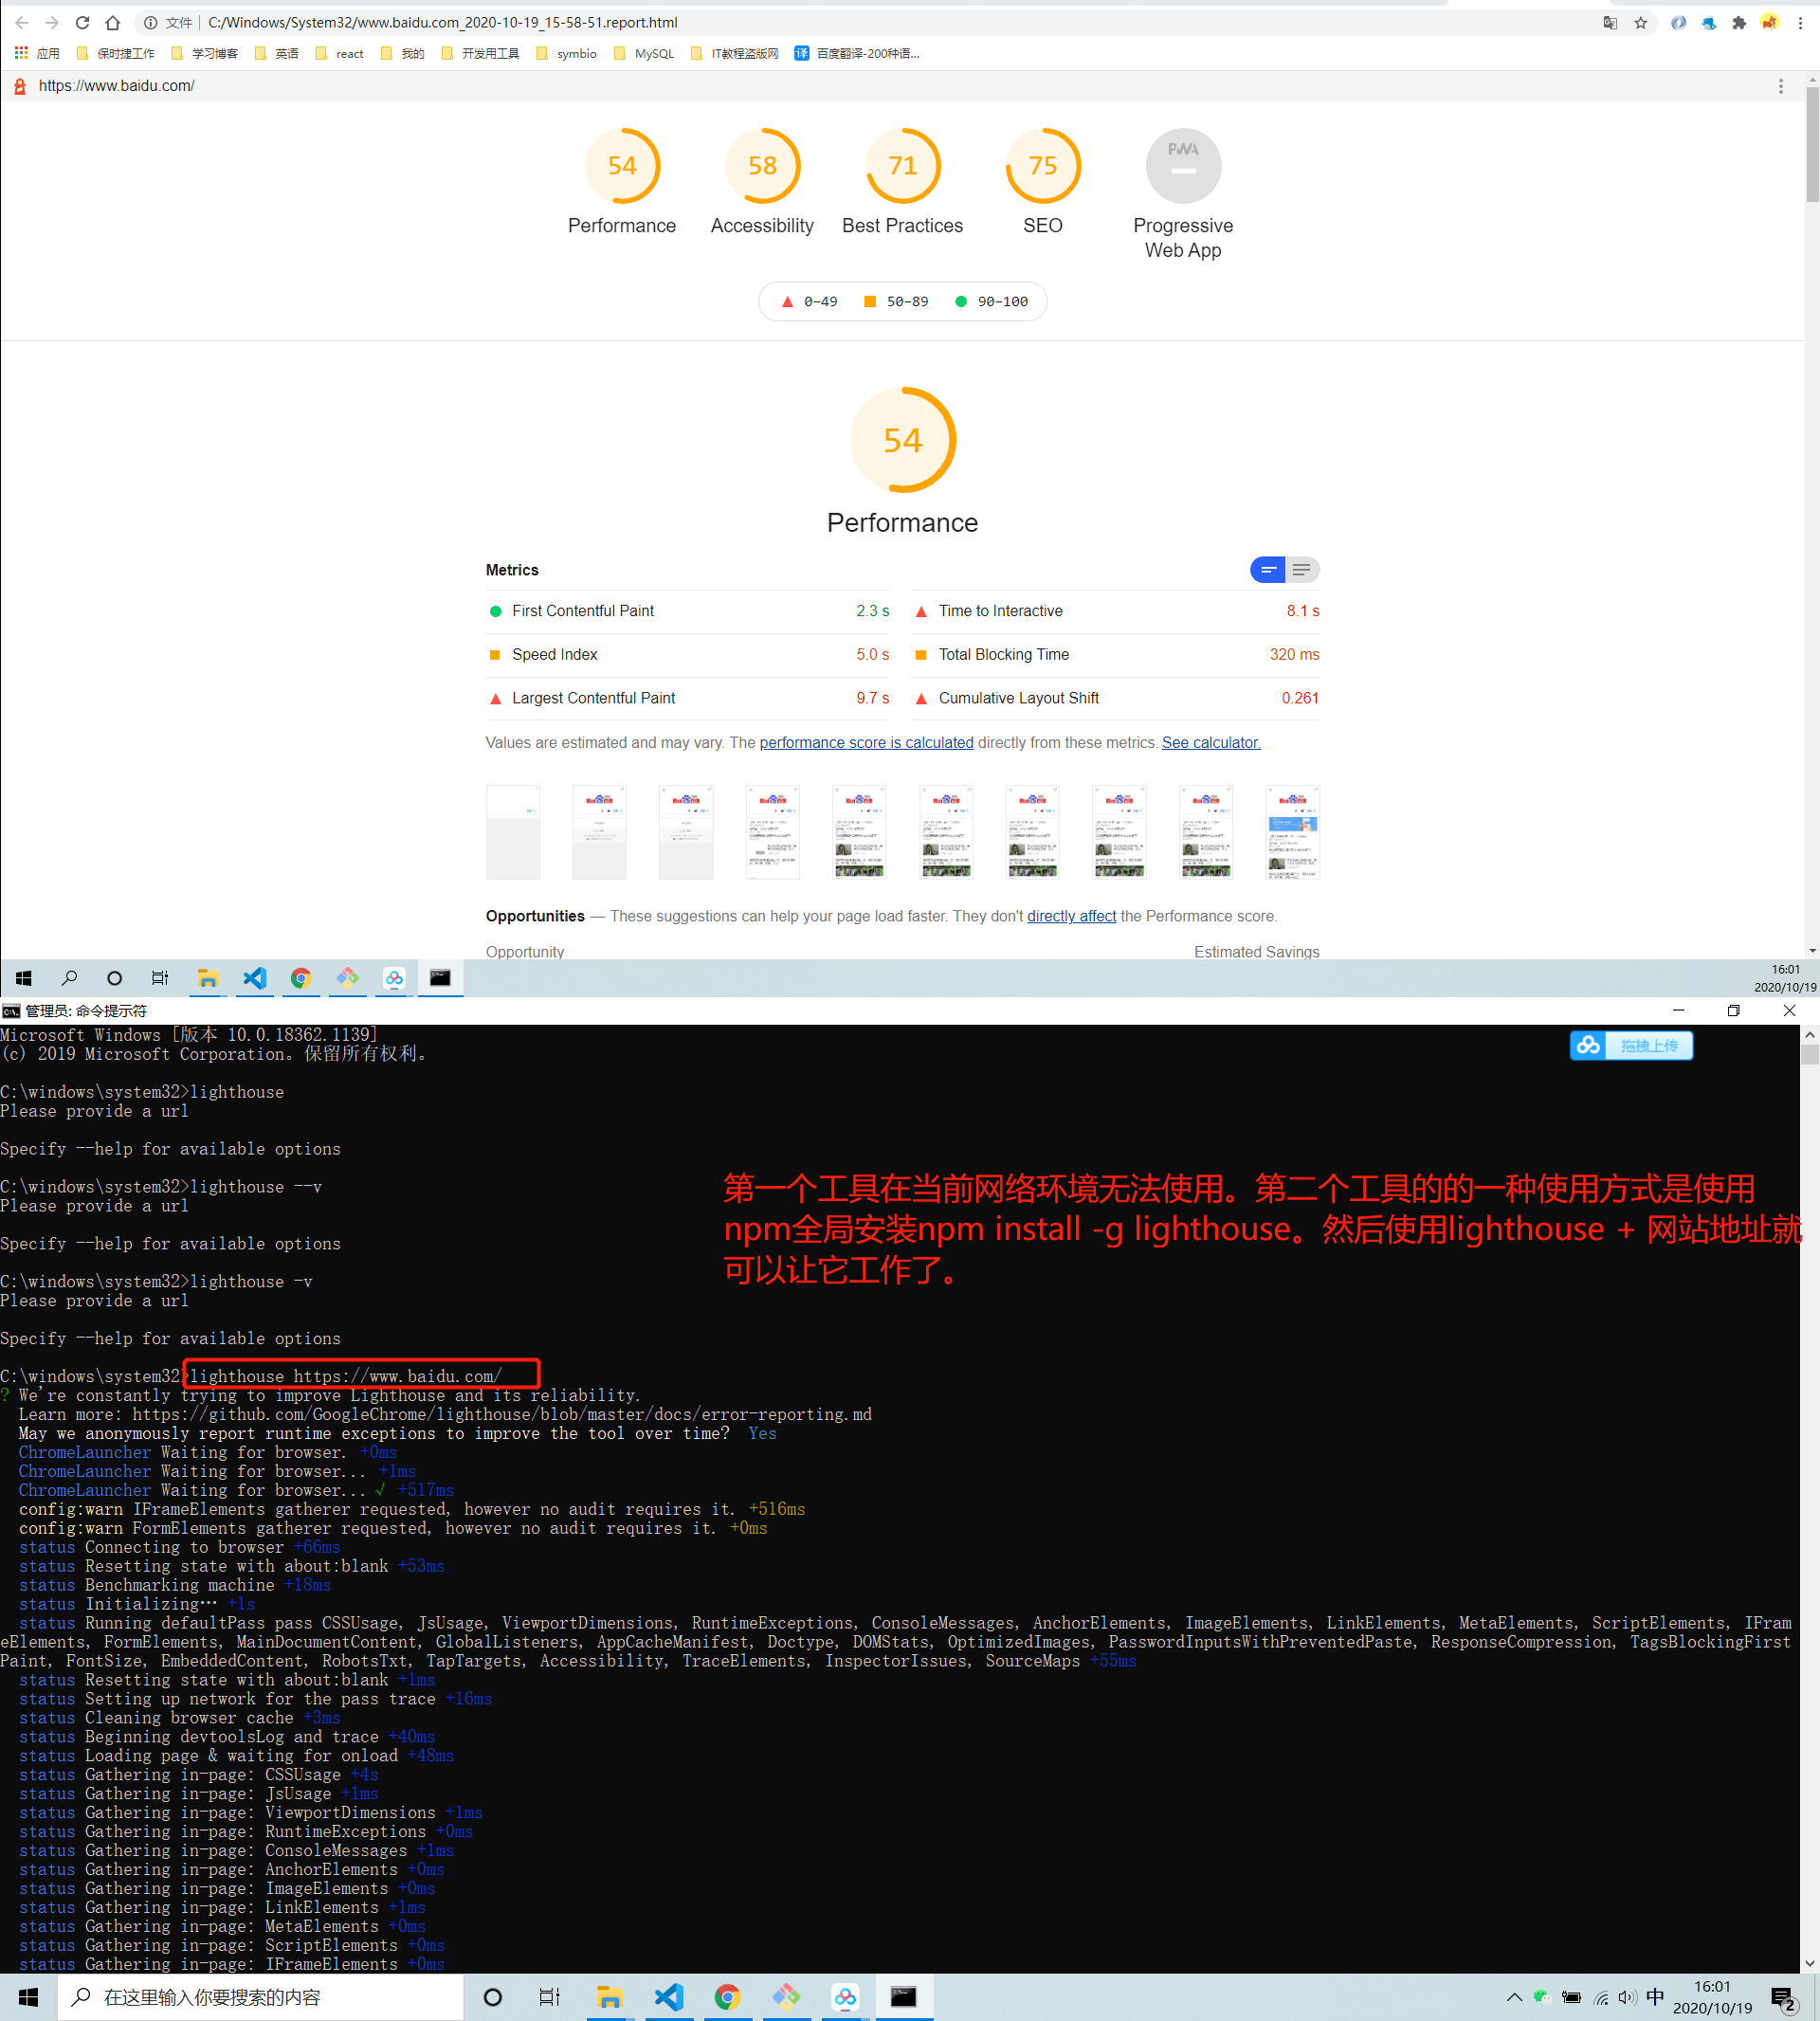 文件 C:/Windows/System32/www.baidu.com_2020-10-19_15-58-51.report.html
应用 保时捷工作 学习博客 英语 react 我的 开发用工具 symbio MySQL IT教程盗版网 译 百度翻译-200种语...
https://www.baidu.com/
54 58 71 75 PWA
Performance Accessibility Best Practices SEO Progressive
Web App
0–49 50–89 90–100
54
Performance
Metrics
First Contentful Paint 2.3 s Time to Interactive 8.1 s
Speed Index 5.0 s Total Blocking Time 320 ms
Largest Contentful Paint 9.7 s Cumulative Layout Shift 0.261
Values are estimated and may vary. The performance score is calculated directly from these metrics. See calculator.
Opportunities — These suggestions can help your page load faster. They don't directly affect the Performance score.
Opportunity Estimated Savings
16:01
2020/10/19
管理员: 命令提示符
Microsoft Windows [版本 10.0.18362.1139]
(c) 2019 Microsoft Corporation。保留所有权利。
拖拽上传
C:\windows\system32>lighthouse
Please provide a url
Specify --help for available options
C:\windows\system32>lighthouse --v
Please provide a url
Specify --help for available options
C:\windows\system32>lighthouse -v
Please provide a url
Specify --help for available options
第一个工具在当前网络环境无法使用。第二个工具的的一种使用方式是使用
npm全局安装npm install -g lighthouse。然后使用lighthouse + 网站地址就
可以让它工作了。
C:\windows\system32>lighthouse https://www.baidu.com/
? We're constantly trying to improve Lighthouse and its reliability.
Learn more: https://github.com/GoogleChrome/lighthouse/blob/master/docs/error-reporting.md
May we anonymously report runtime exceptions to improve the tool over time? Yes
ChromeLauncher Waiting for browser. +0ms
ChromeLauncher Waiting for browser... +1ms
ChromeLauncher Waiting for browser... √ +517ms
config:warn IFrameElements gatherer requested, however no audit requires it. +516ms
config:warn FormElements gatherer requested, however no audit requires it. +0ms
status Connecting to browser +66ms
status Resetting state with about:blank +53ms
status Benchmarking machine +18ms
status Initializing… +1s
status Running defaultPass pass CSSUsage, JsUsage, ViewportDimensions, RuntimeExceptions, ConsoleMessages, AnchorElements, ImageElements, LinkElements, MetaElements, ScriptElements, IFram
eElements, FormElements, MainDocumentContent, GlobalListeners, AppCacheManifest, Doctype, DOMStats, OptimizedImages, PasswordInputsWithPreventedPaste, ResponseCompression, TagsBlockingFirst
Paint, FontSize, EmbeddedContent, RobotsTxt, TapTargets, Accessibility, TraceElements, InspectorIssues, SourceMaps +55ms
status Resetting state with about:blank +1ms
status Setting up network for the pass trace +16ms
status Cleaning browser cache +3ms
status Beginning devtoolsLog and trace +40ms
status Loading page & waiting for onload +48ms
status Gathering in-page: CSSUsage +4s
status Gathering in-page: JsUsage +1ms
status Gathering in-page: ViewportDimensions +1ms
status Gathering in-page: RuntimeExceptions +0ms
status Gathering in-page: ConsoleMessages +1ms
status Gathering in-page: AnchorElements +0ms
status Gathering in-page: ImageElements +0ms
status Gathering in-page: LinkElements +1ms
status Gathering in-page: MetaElements +0ms
status Gathering in-page: ScriptElements +0ms
status Gathering in-page: IFrameElements +0ms
在这里输入你要搜索的内容
中 16:01
2020/10/19
2